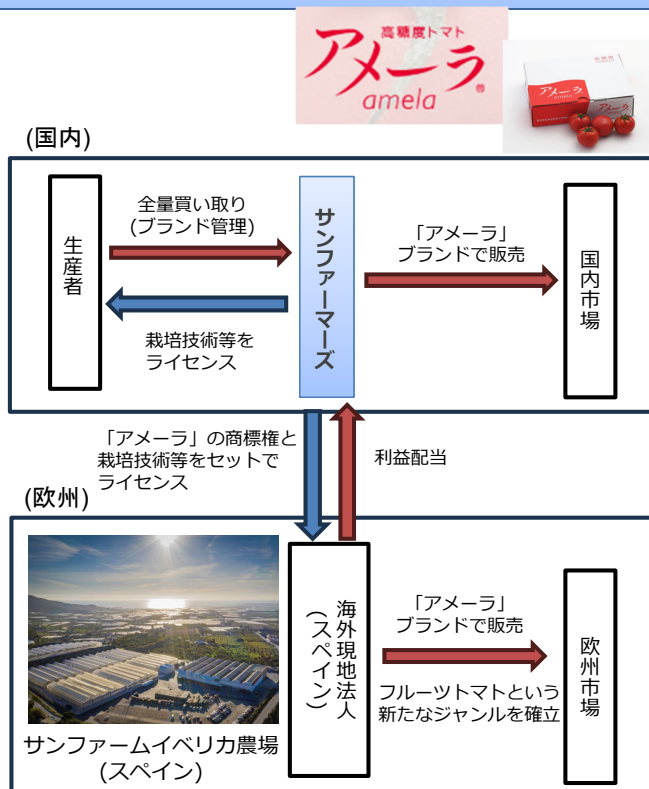 高糖度トマト
アメーラ
amela
®
アメーラ
(国内)
全量買い取り
(ブランド管理)
生産者
サンファーマーズ
「アメーラ」
ブランドで販売
国内市場
栽培技術等を
ライセンス
「アメーラ」の商標権と
栽培技術等をセットで
ライセンス
利益配当
(欧州)
海外現地法人
(スペイン)
「アメーラ」
ブランドで販売
欧州市場
フルーツトマトという
新たなジャンルを確立
サンファームイベリカ農場
(スペイン)